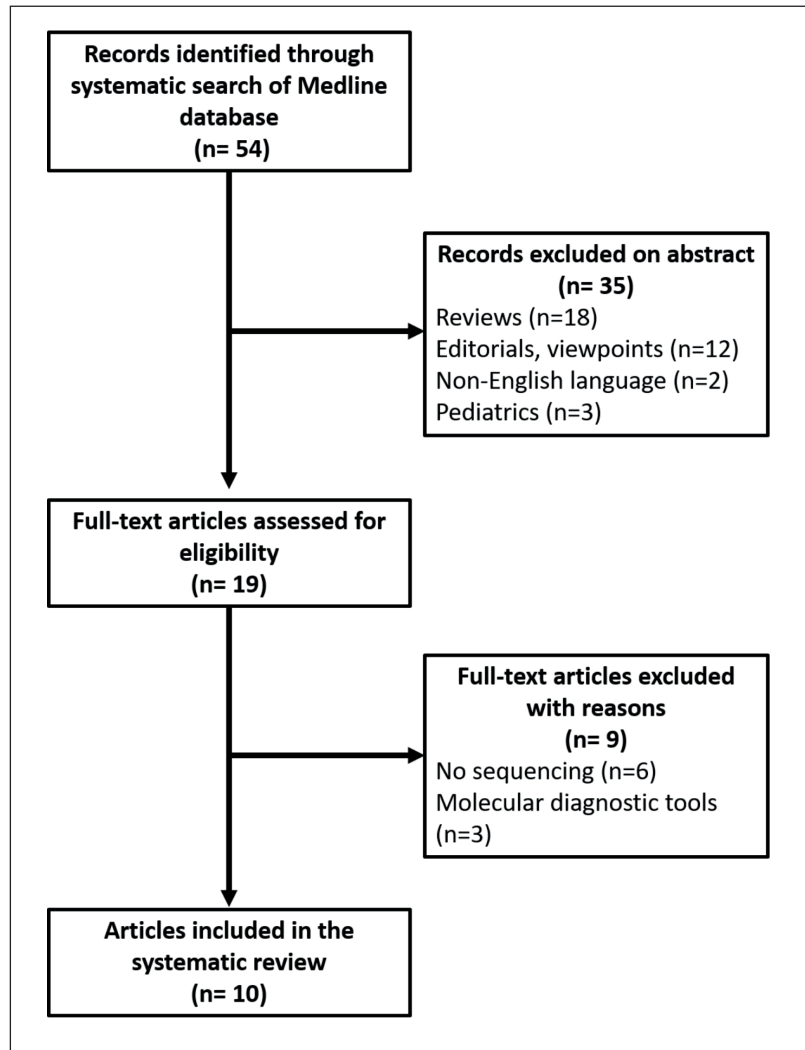 Records identified through
systematic search of Medline
database
(n= 54)
Records excluded on abstract
(n= 35)
Reviews (n=18)
Editorials, viewpoints (n=12)
Non-English language (n=2)
Pediatrics (n=3)
Full-text articles assessed for
eligibility
(n= 19)
Full-text articles excluded
with reasons
(n= 9)
No sequencing (n=6)
Molecular diagnostic tools
(n=3)
Articles included in the
systematic review
(n= 10)